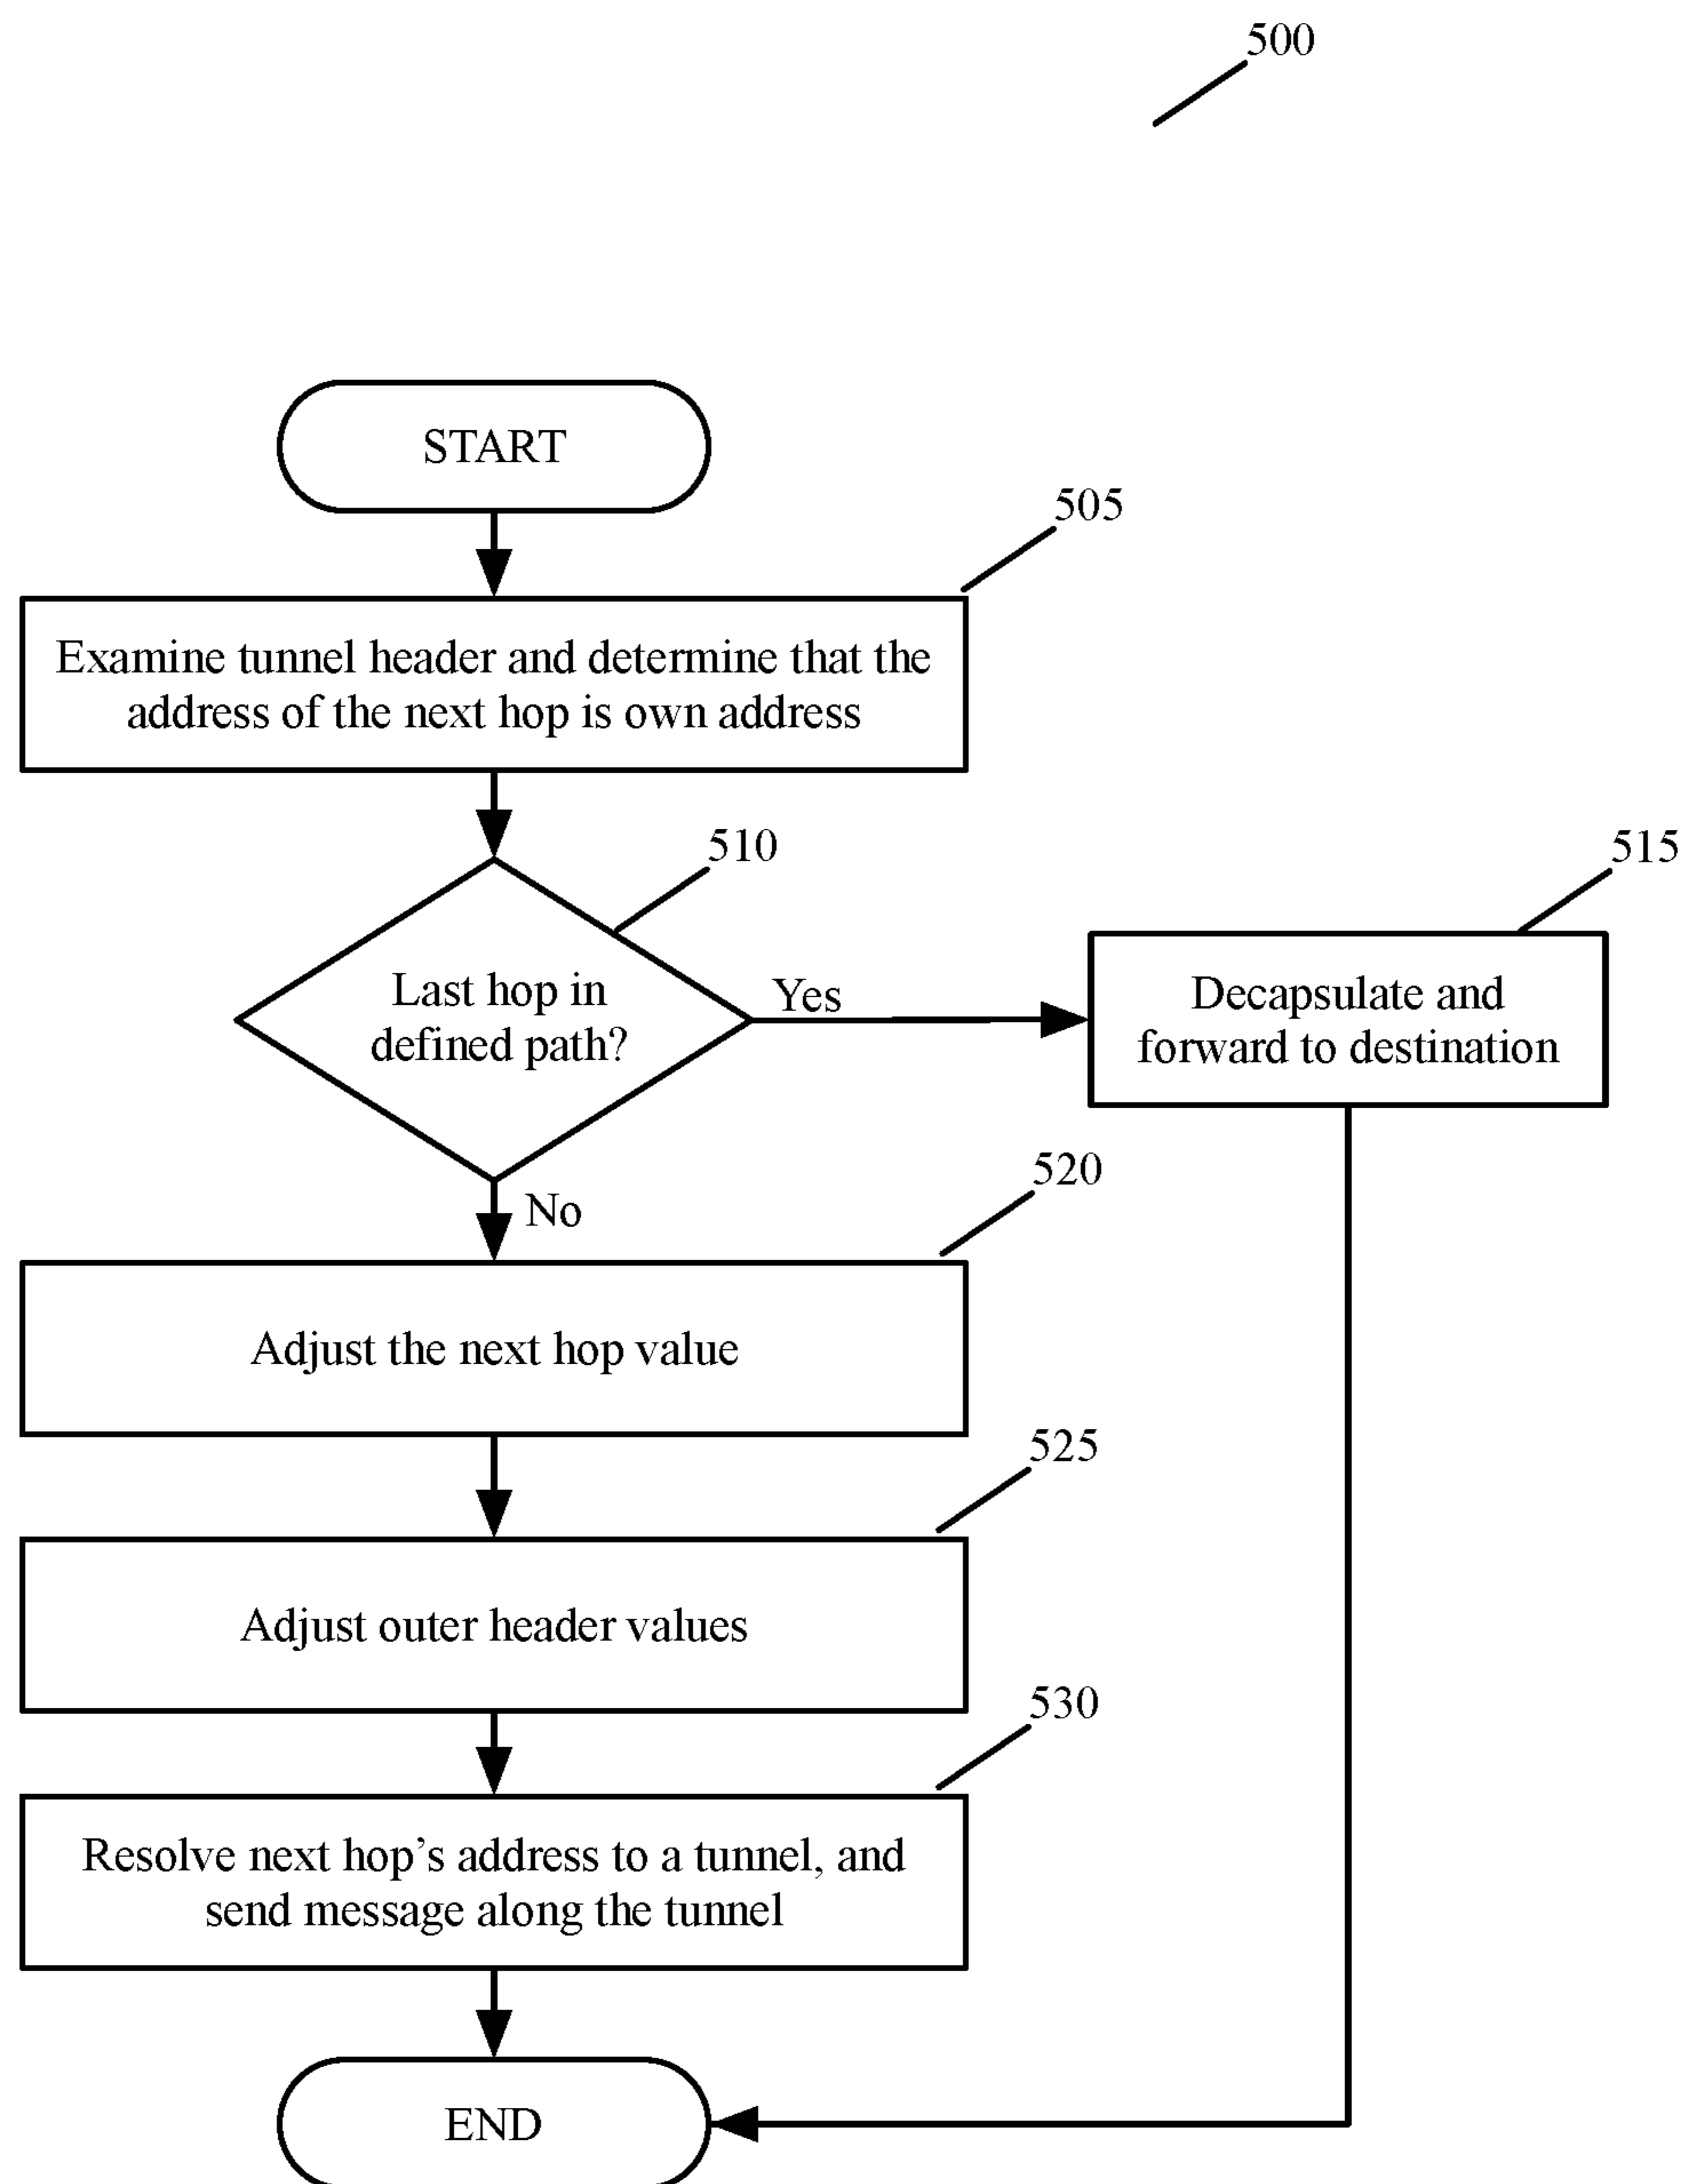 500
START
505
Examine tunnel header and determine that the
address of the next hop is own address
510
Last hop in
defined path?
Yes
515
Decapsulate and
forward to destination
No
520
Adjust the next hop value
525
Adjust outer header values
530
Resolve next hop’s address to a tunnel, and
send message along the tunnel
END